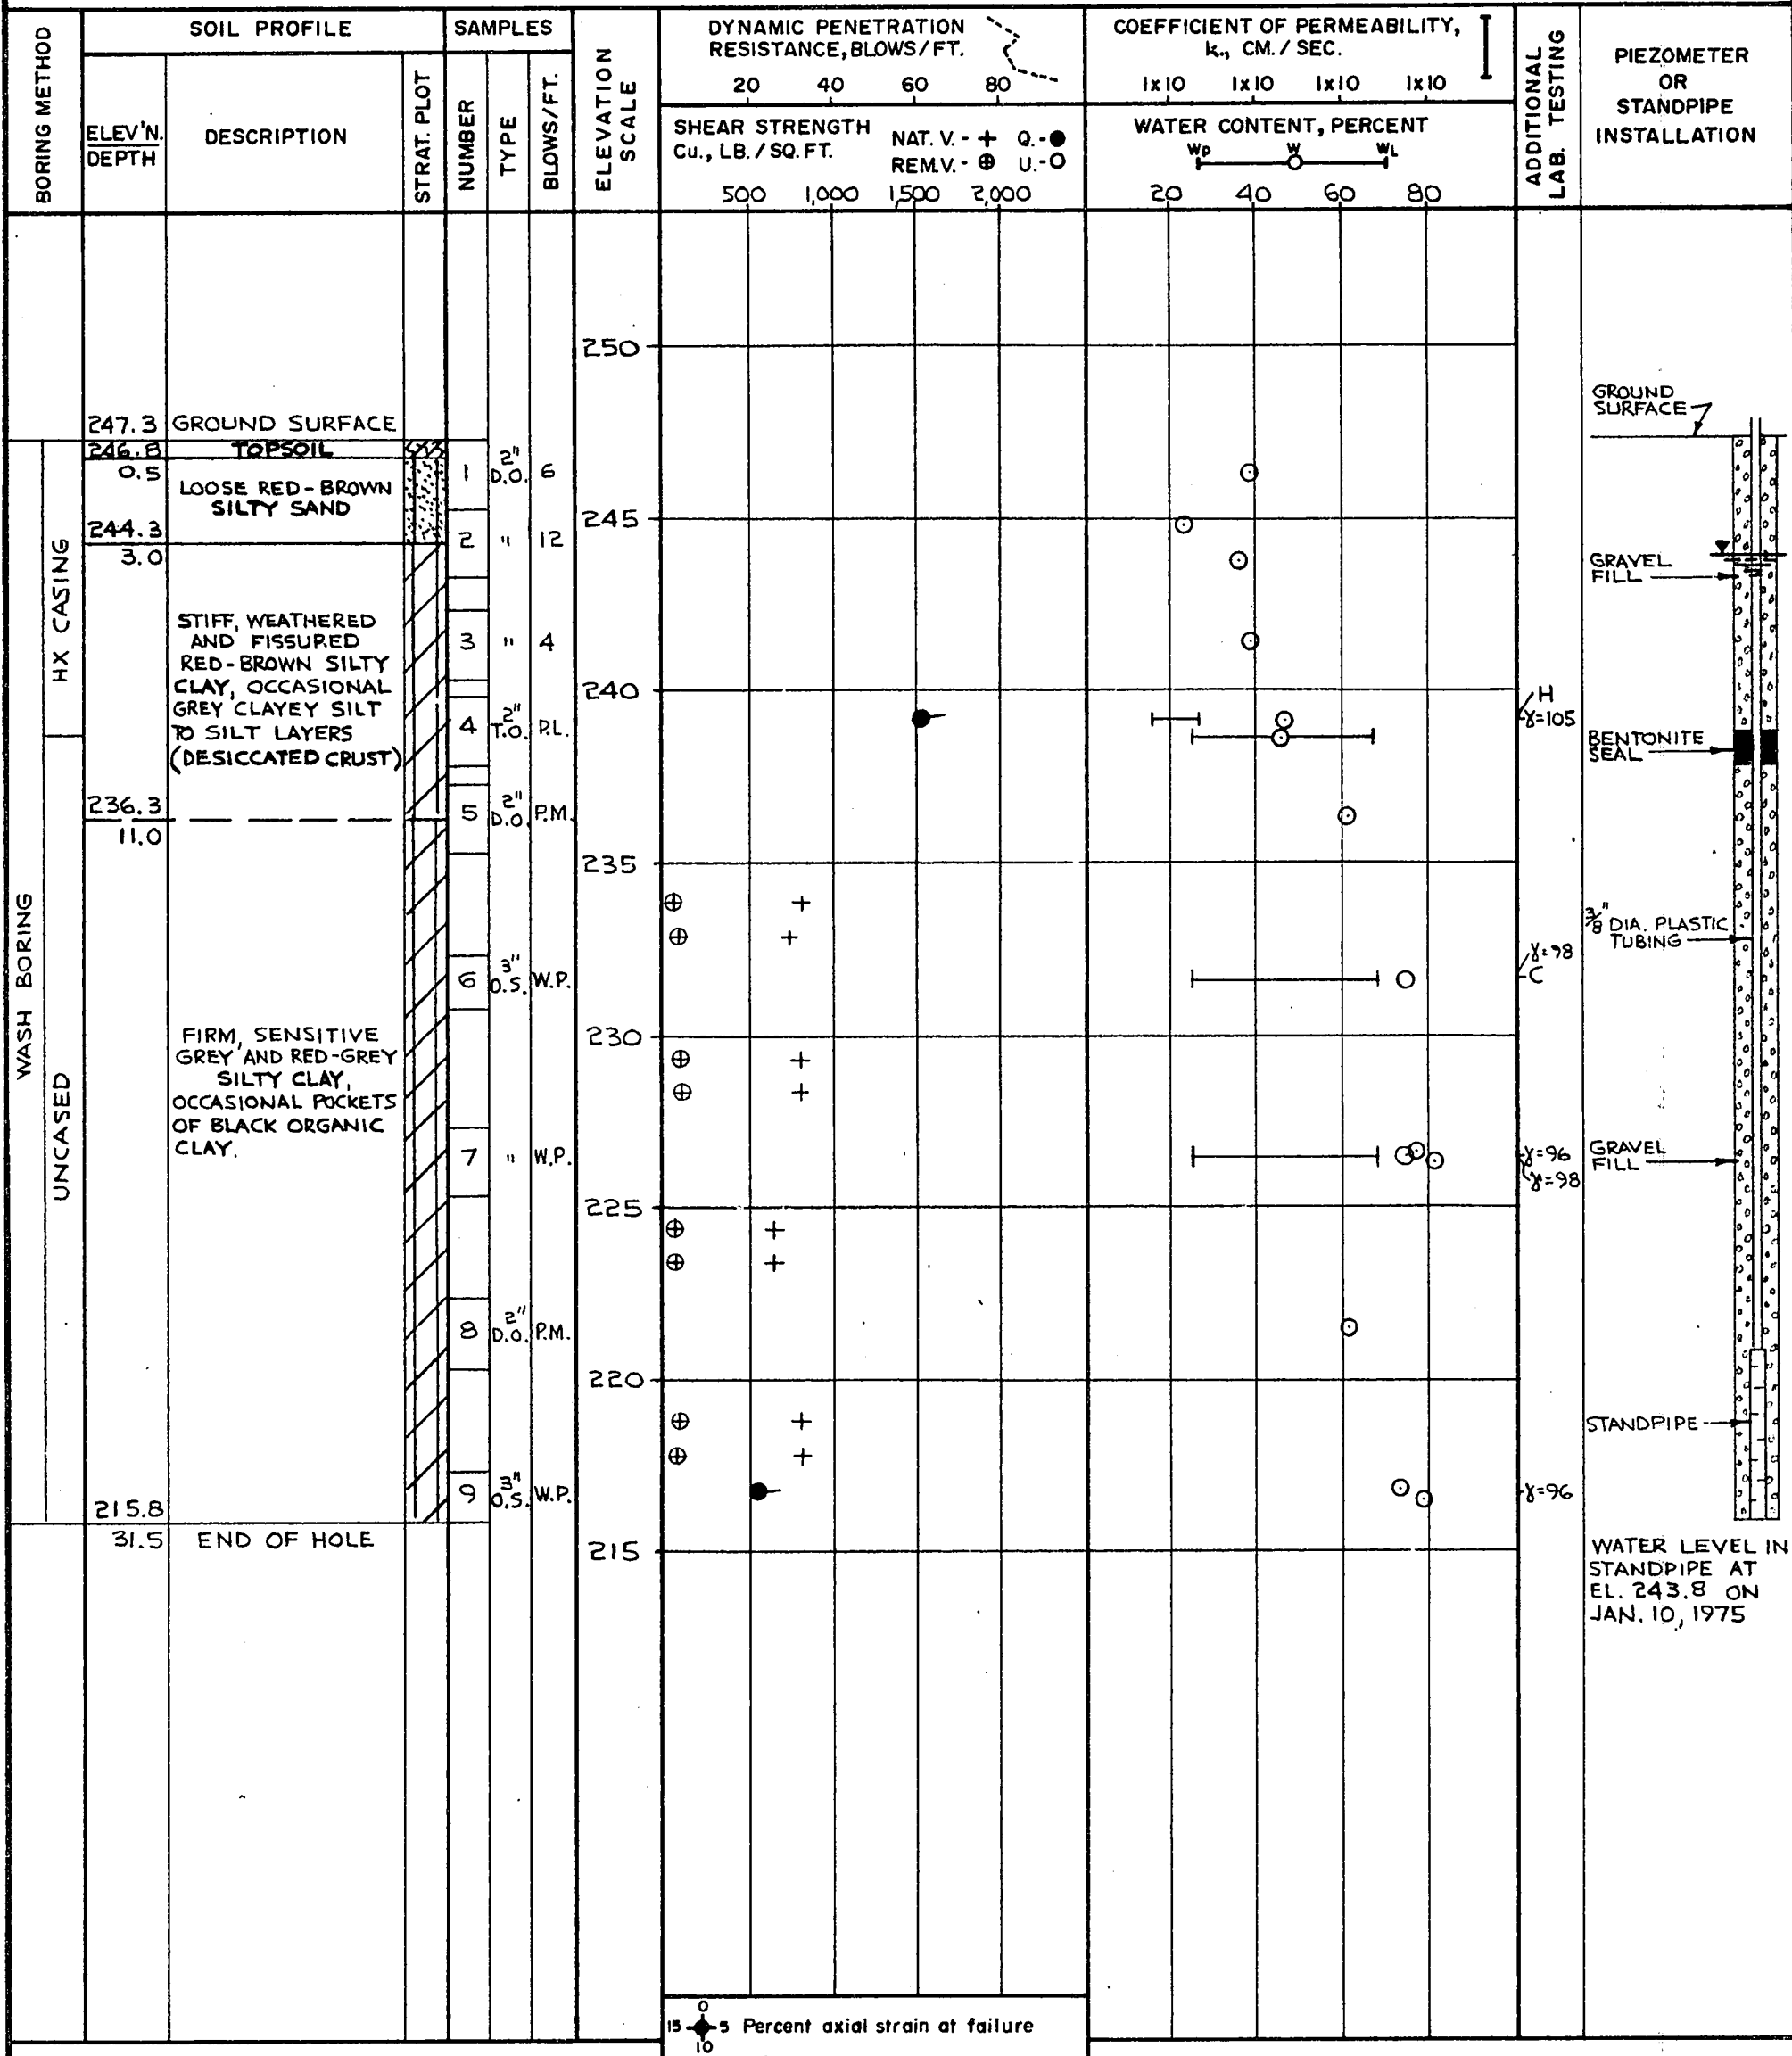 BORING METHOD
SOIL PROFILE
ELEV'N.
DEPTH
DESCRIPTION
STRAT. PLOT
SAMPLES
NUMBER
TYPE
BLOWS/FT.
ELEVATION
SCALE
DYNAMIC PENETRATION
RESISTANCE, BLOWS/FT.
20 40 60 80
SHEAR STRENGTH
Cu., LB./SQ. FT.
NAT. V. - + Q. - ●
REM.V. - ⊕ U. - O
500 1,000 1,500 2,000
COEFFICIENT OF PERMEABILITY,
k., CM./ SEC.
1x10 1x10 1x10 1x10
WATER CONTENT, PERCENT
WP W WL
20 40 60 80
ADDITIONAL
LAB. TESTING
PIEZOMETER
OR
STANDPIPE
INSTALLATION
WASH BORING
HX CASING
UNCASED
247.3 GROUND SURFACE
246.8 TOPSOIL
0.5
LOOSE RED-BROWN
SILTY SAND
244.3
3.0
STIFF, WEATHERED
AND FISSURED
RED-BROWN SILTY
CLAY, OCCASIONAL
GREY CLAYEY SILT
TO SILT LAYERS
(DESICCATED CRUST)
236.3
11.0
FIRM, SENSITIVE
GREY AND RED-GREY
SILTY CLAY,
OCCASIONAL POCKETS
OF BLACK ORGANIC
CLAY.
215.8
31.5 END OF HOLE
1 2" D.O. 6
2 " 12
3 " 4
4 2" T.O. P.L.
5 2" D.O. P.M.
6 3" O.S. W.P.
7 " W.P.
8 2" D.O. P.M.
9 3" O.S. W.P.
250
245
240
235
230
225
220
215
H
γ=105
γ=98
C
γ=96
γ=98
γ=96
GROUND
SURFACE
GRAVEL
FILL
BENTONITE
SEAL
3/8" DIA. PLASTIC
TUBING
GRAVEL
FILL
STANDPIPE
WATER LEVEL IN
STANDPIPE AT
EL. 243.8 ON
JAN. 10, 1975
0
15 5 Percent axial strain at failure
10